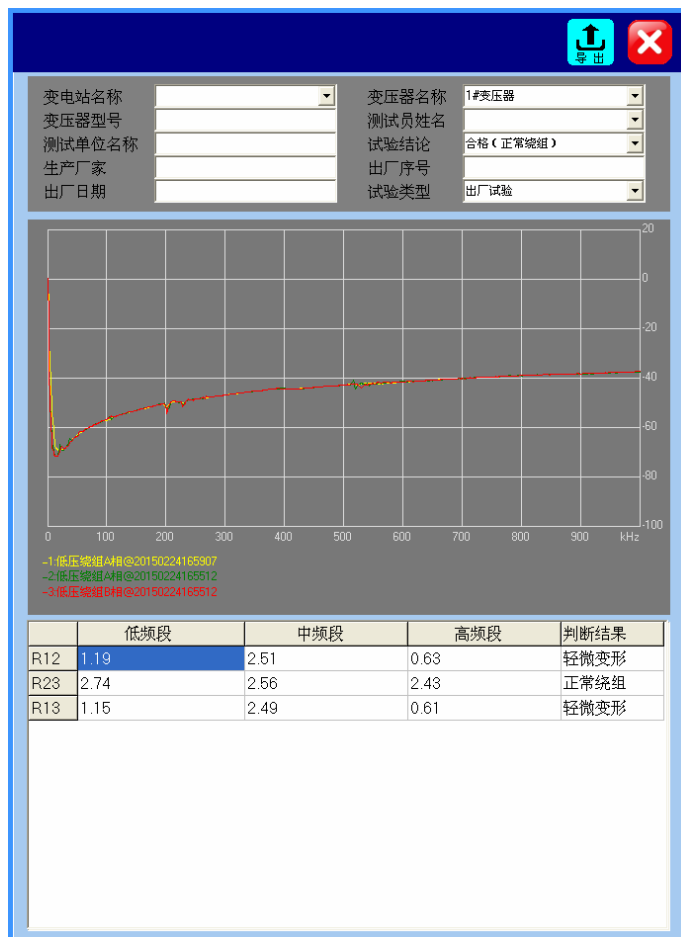 导 出
变电站名称 变压器名称 1#变压器
变压器型号 测试员姓名
测试单位名称 试验结论 合格(正常绕组)
生产厂家 出厂序号
出厂日期 试验类型 出厂试验
20
0
-20
-40
-60
-80
-100
0 100 200 300 400 500 600 700 800 900 kHz
-1:低压绕组A相@20150224165907
-2:低压绕组A相@20150224165512
-3:低压绕组B相@20150224165512
低频段 中频段 高频段 判断结果
R12 1.19 2.51 0.63 轻微变形
R23 2.74 2.56 2.43 正常绕组
R13 1.15 2.49 0.61 轻微变形